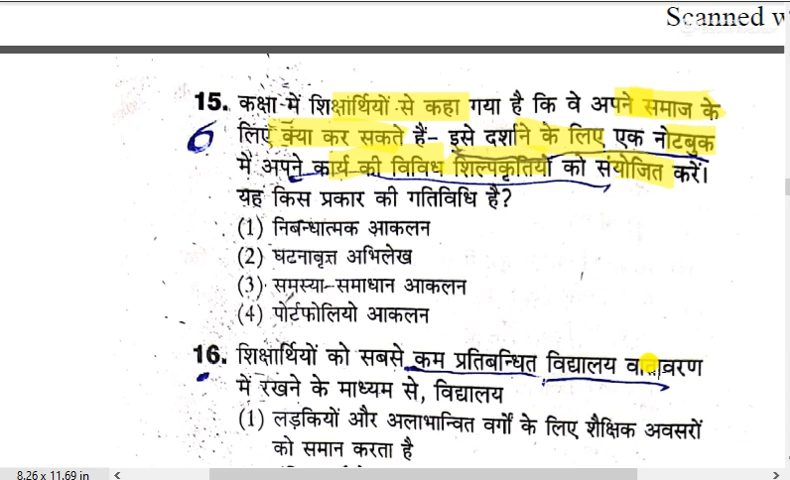 Scanned w
15. कक्षा में शिक्षार्थियों से कहा गया है कि वे अपने समाज के
6 लिए क्या कर सकते हैं- इसे दर्शाने के लिए एक नोटबुक
में अपने कार्य की विविध शिल्पकृतियों को संयोजित करें।
यह किस प्रकार की गतिविधि है?
(1) निबन्धात्मक आकलन
(2) घटनावृत्त अभिलेख
(3) समस्या-समाधान आकलन
(4) पोर्टफोलियो आकलन
16. शिक्षार्थियों को सबसे कम प्रतिबन्धित विद्यालय वातावरण
में रखने के माध्यम से, विद्यालय
(1) लड़कियों और अलाभान्वित वर्गों के लिए शैक्षिक अवसरों
को समान करता है
8.26 x 11.69 in